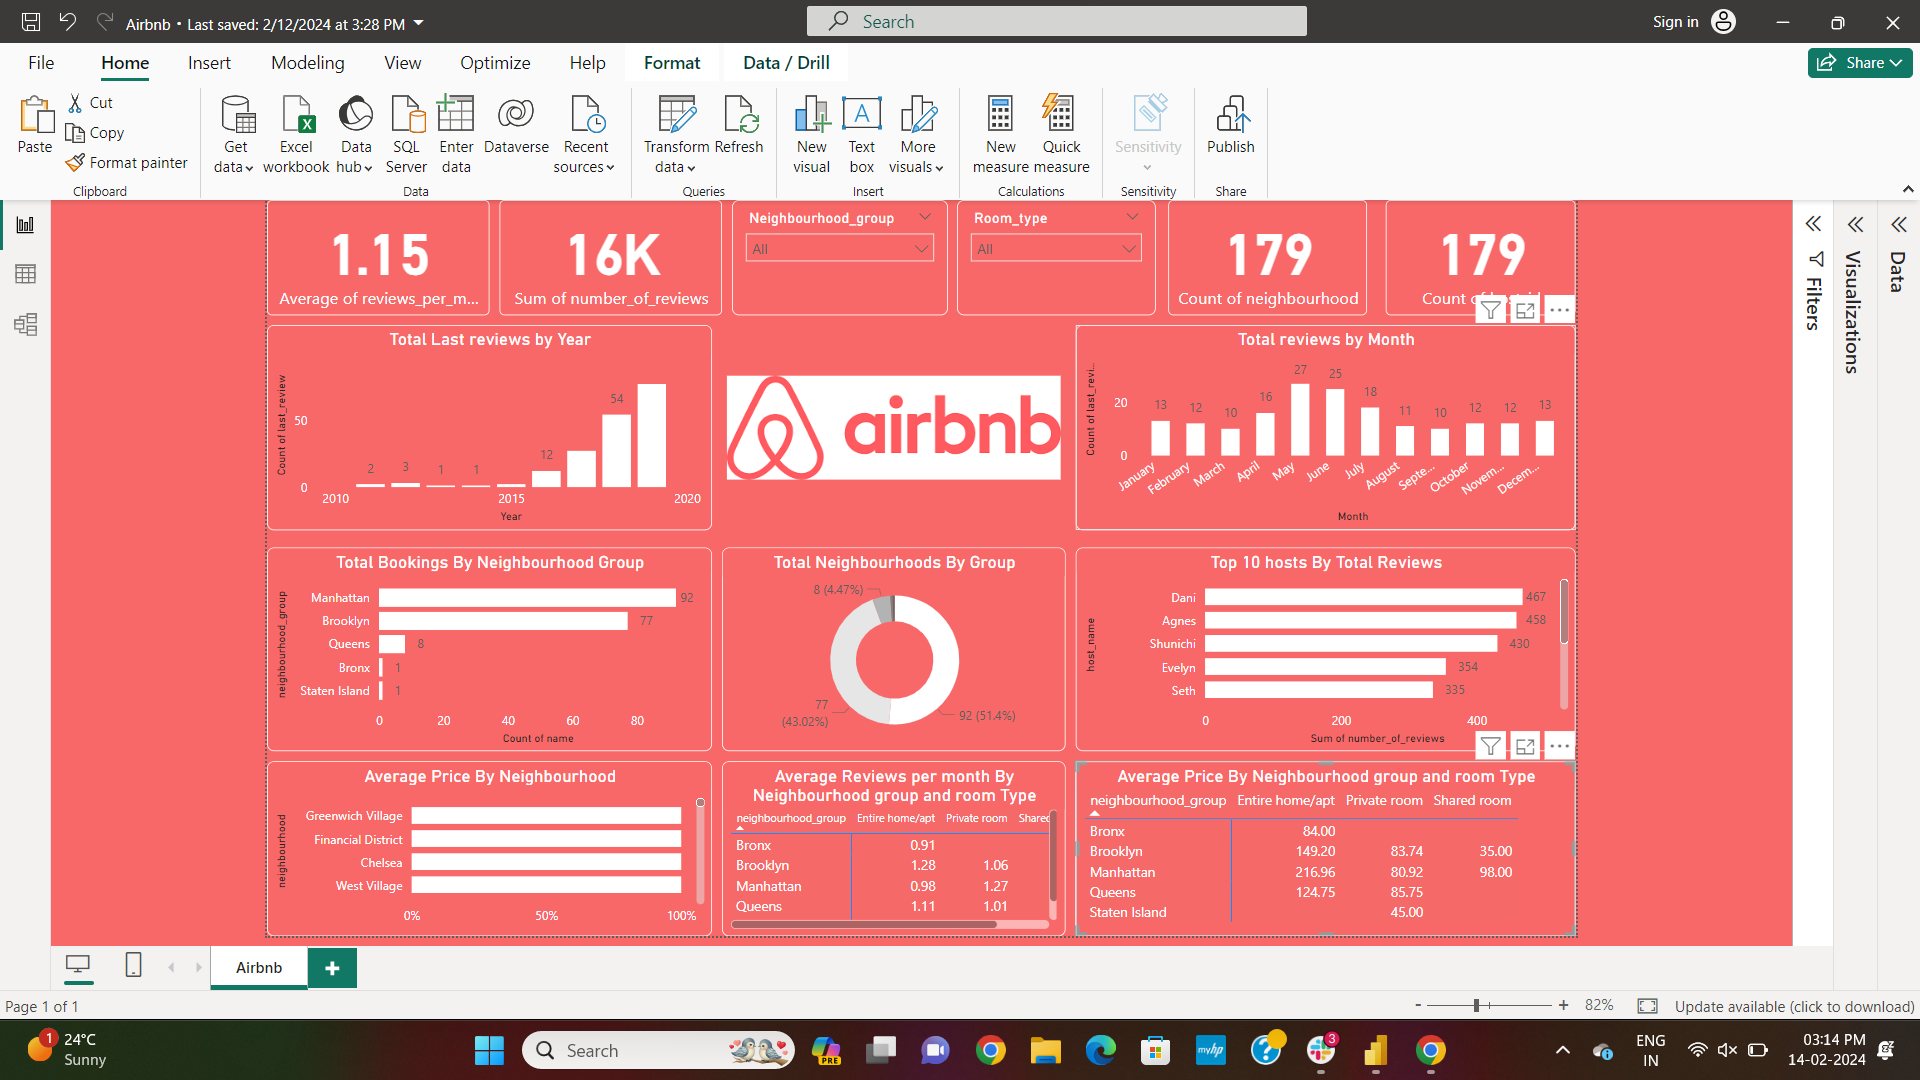 Airbnb • Last saved: 2/12/2024 at 3:28 PM
Search
Sign in
File Home Insert Modeling View Optimize Help Format Data / Drill
Share
Paste
Cut
Copy
Format painter
Clipboard
Get data
Excel workbook
Data hub
SQL Server
Enter data
Dataverse
Recent sources
Data
Transform data
Refresh
Queries
New visual
Text box
More visuals
Insert
New measure
Quick measure
Calculations
Sensitivity
Sensitivity
Publish
Share
1.15
Average of reviews_per_m...
16K
Sum of number_of_reviews
Neighbourhood_group
All
Room_type
All
179
Count of neighbourhood
179
Count of
Filters
Visualizations
Data
Total Last reviews by Year
Count of last_review
50
0
2 3 1 1 12 54
2010 2015 2020
Year
airbnb
Total reviews by Month
Count of last_revi...
20
0
13 12 10 16 27 25 18 11 10 12 12 13
January February March April May June July August Septe... October Novem... Decem...
Month
Total Bookings By Neighbourhood Group
neighbourhood_group
Manhattan 92
Brooklyn 77
Queens 8
Bronx 1
Staten Island 1
0 20 40 60 80
Count of name
Total Neighbourhoods By Group
8 (4.47%)
77
(43.02%)
92 (51.4%)
Top 10 hosts By Total Reviews
host_name
Dani 467
Agnes 458
Shunichi 430
Evelyn 354
Seth 335
0 200 400
Sum of number_of_reviews
Average Price By Neighbourhood
neighbourhood
Greenwich Village
Financial District
Chelsea
West Village
0% 50% 100%
Average Reviews per month By
Neighbourhood group and room Type
neighbourhood_group Entire home/apt Private room Shared
Bronx 0.91
Brooklyn 1.28 1.06
Manhattan 0.98 1.27
Queens 1.11 1.01
Average Price By Neighbourhood group and room Type
neighbourhood_group Entire home/apt Private room Shared room
Bronx 84.00
Brooklyn 149.20 83.74 35.00
Manhattan 216.96 80.92 98.00
Queens 124.75 85.75
Staten Island 45.00
Airbnb
Page 1 of 1
- + 82%
Update available (click to download)
1
24°C
Sunny
Search
PRE
myhp
3
ENG
IN
03:14 PM
14-02-2024